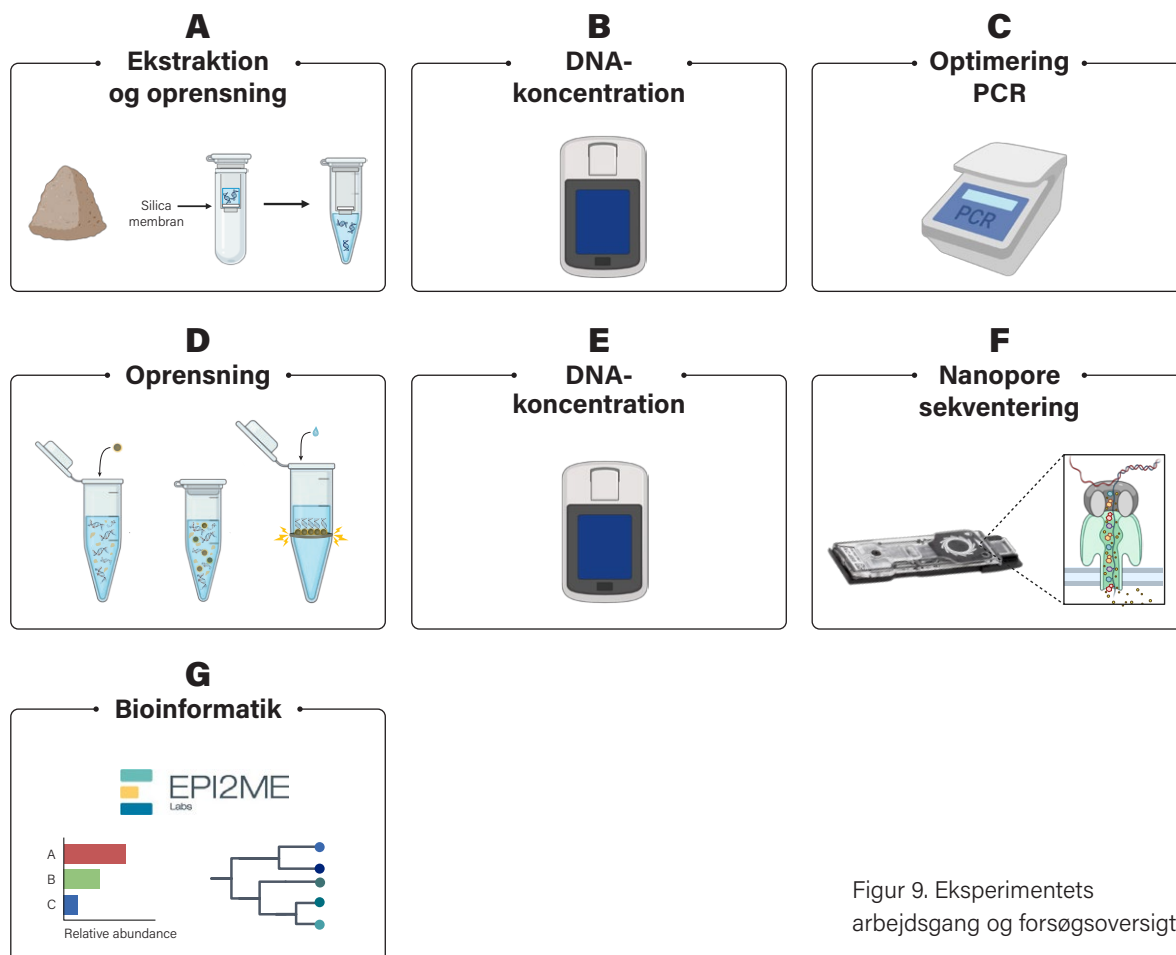 A
Ekstraktion
og oprensning
Silica
membran
B
DNA-
koncentration
C
Optimering
PCR
PCR
D
Oprensning
E
DNA-
koncentration
F
Nanopore
sekventering
G
Bioinformatik
EPI2ME
Labs
A
B
C
Relative abundance
Figur 9. Eksperimentets
arbejdsgang og forsøgsoversigt